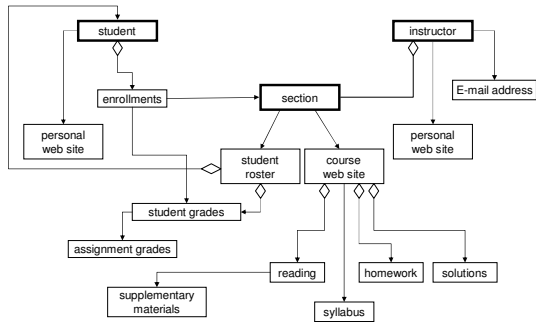 student
instructor
enrollments
section
E-mail address
personal
web site
personal
web site
student
roster
course
web site
student grades
assignment grades
reading
homework
solutions
supplementary
materials
syllabus